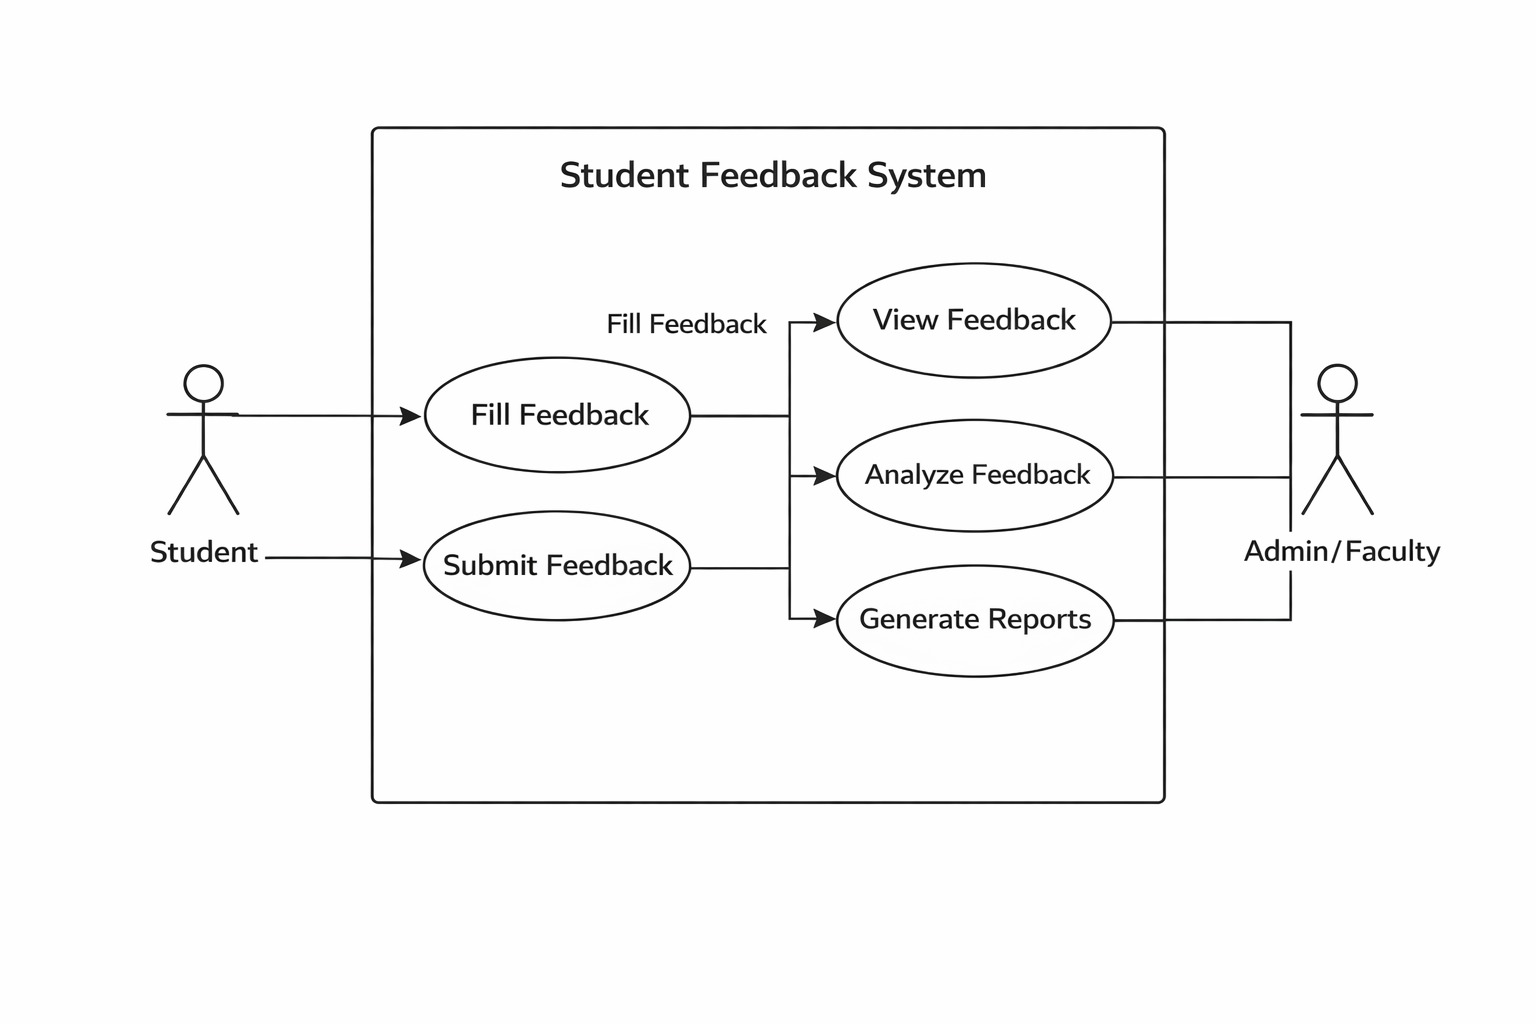 Student Feedback System
Fill Feedback
View Feedback
Fill Feedback
Analyze Feedback
Student
Submit Feedback
Admin/Faculty
Generate Reports